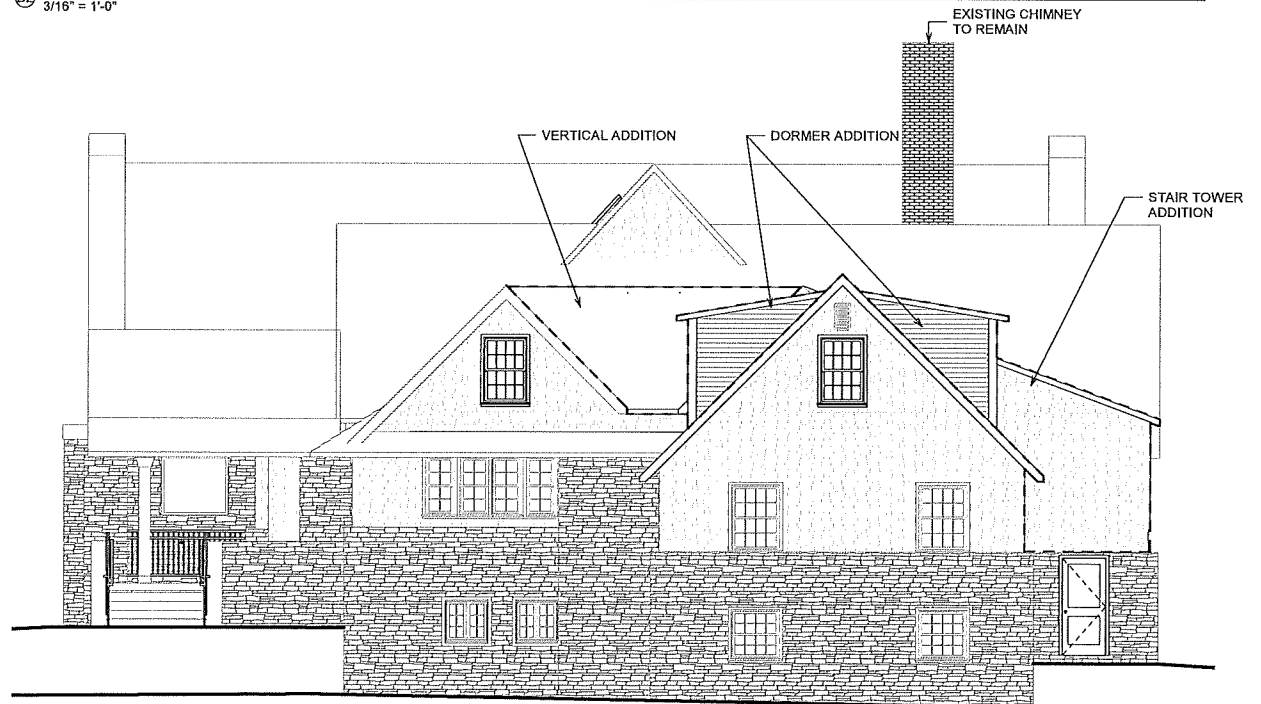 3/16" = 1'-0"
EXISTING CHIMNEY
TO REMAIN
VERTICAL ADDITION
DORMER ADDITION
STAIR TOWER
ADDITION